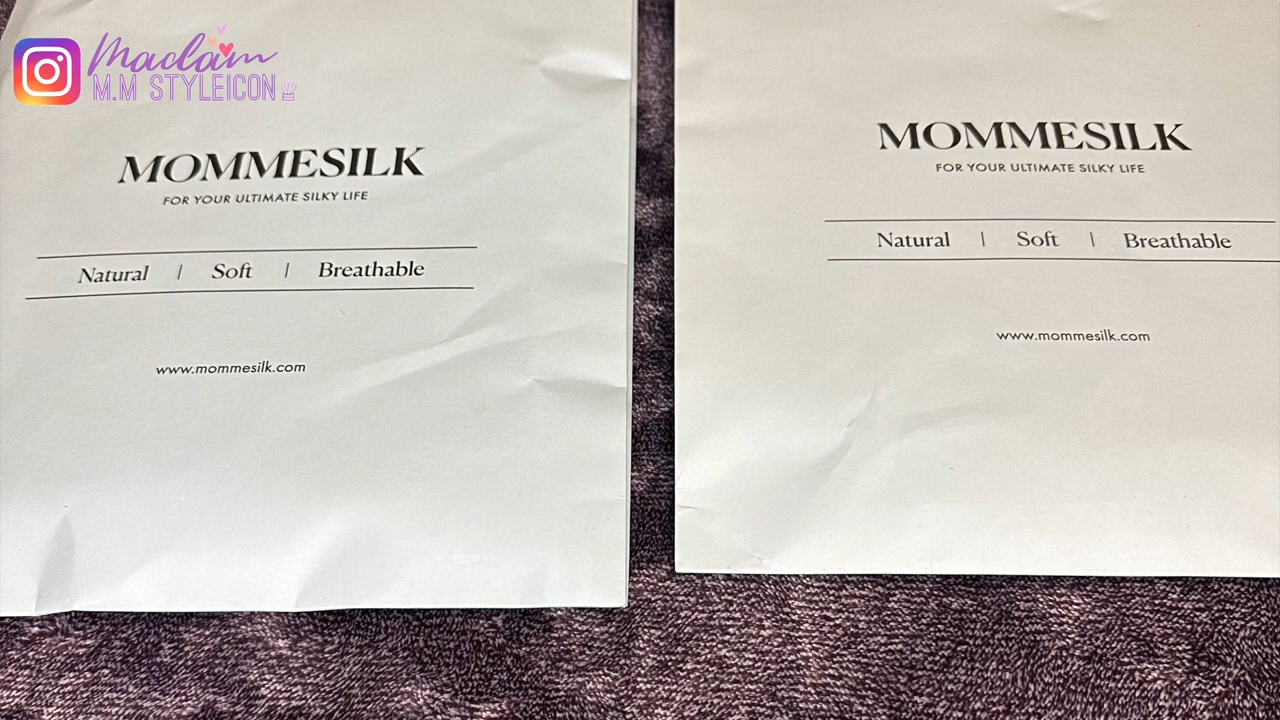 Maclain
M.M STYLEICON
MOMMESILK
FOR YOUR ULTIMATE SILKY LIFE
Natural | Soft | Breathable
www.mommesilk.com
MOMMESILK
FOR YOUR ULTIMATE SILKY LIFE
Natural | Soft | Breathable
www.mommesilk.com